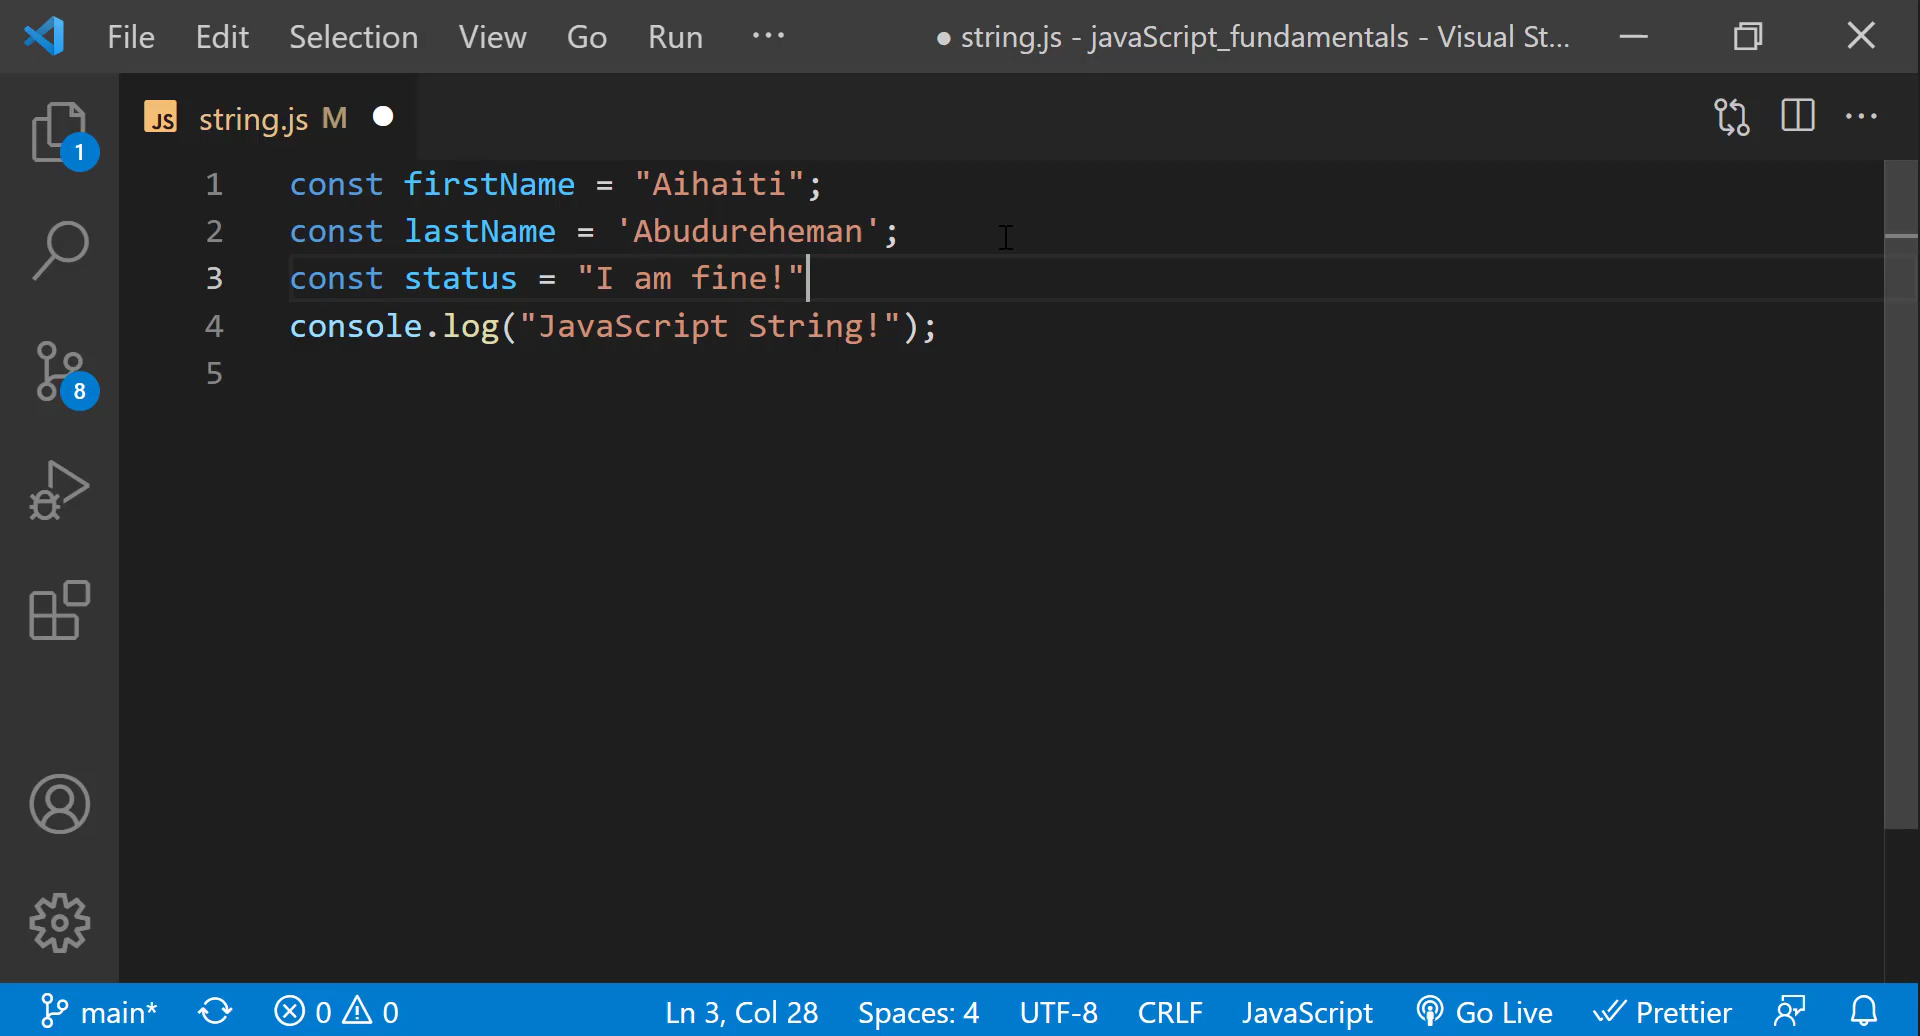 File Edit Selection View Go Run ··· ● string.js - javaScript_fundamentals - Visual St...
JS string.js M ●
1
1 const firstName = "Aihaiti";
2 const lastName = 'Abudureheman';
3 const status = "I am fine!"
4 console.log("JavaScript String!");
5
8
main* 0 0 Ln 3, Col 28 Spaces: 4 UTF-8 CRLF JavaScript Go Live Prettier